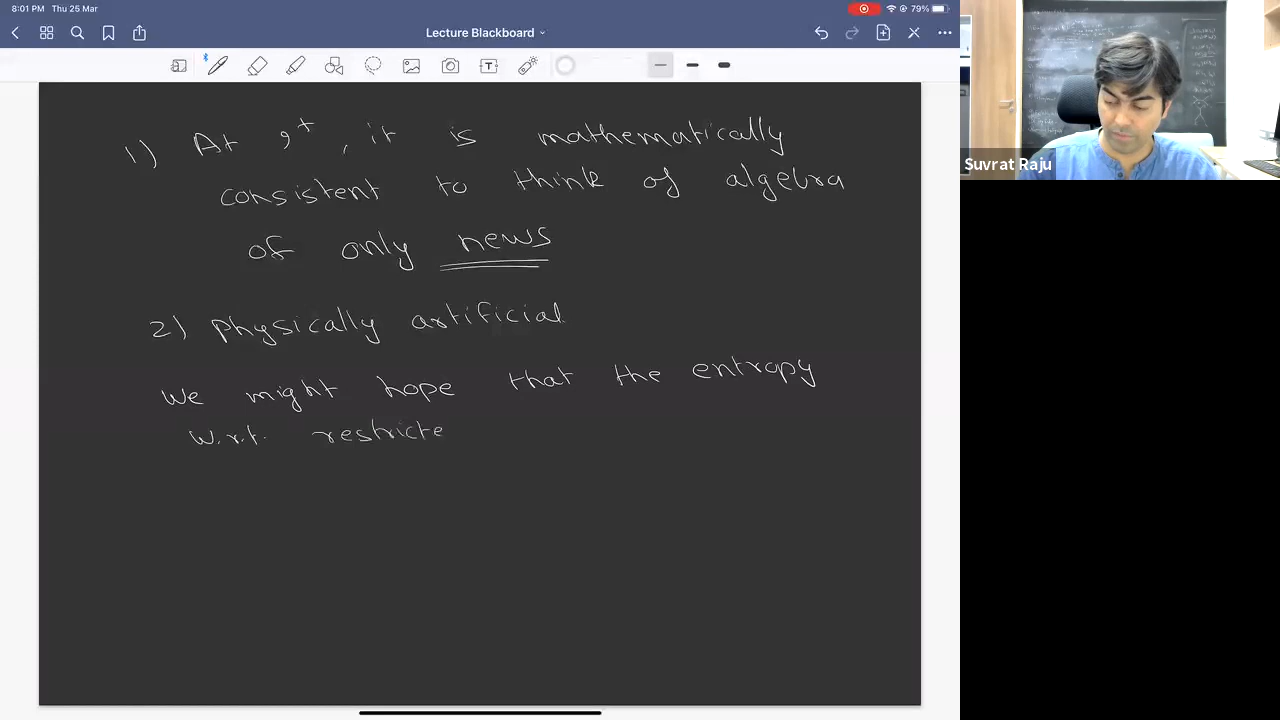 8:01 PM Thu 25 Mar
79%
Lecture Blackboard
T
1) At 𝓘⁺, it is mathematically
consistent to think of algebra
of only news
2) physically artificial
We might hope that the entropy
w.r.t. restricte
Suvrat Raju